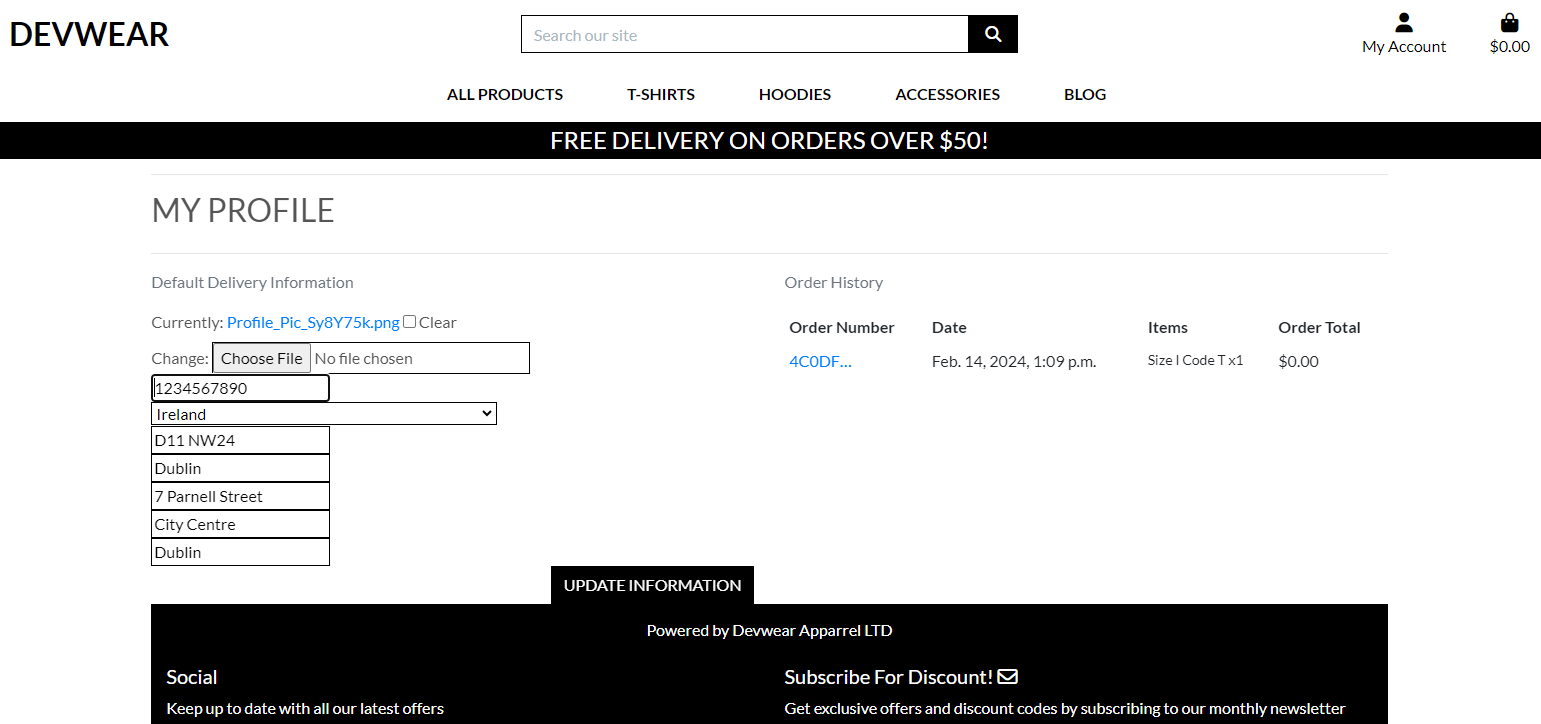 DEVWEAR
Search our site
My Account
$0.00
ALL PRODUCTS T-SHIRTS HOODIES ACCESSORIES BLOG
FREE DELIVERY ON ORDERS OVER $50!
MY PROFILE
Default Delivery Information
Currently: Profile_Pic_Sy8Y75k.png Clear
Change: Choose File No file chosen
1234567890
Ireland
D11 NW24
Dublin
7 Parnell Street
City Centre
Dublin
UPDATE INFORMATION
Order History
Order Number Date Items Order Total
4C0DF... Feb. 14, 2024, 1:09 p.m. Size I Code T x1 $0.00
Powered by Devwear Apparrel LTD
Social
Keep up to date with all our latest offers
Subscribe For Discount!
Get exclusive offers and discount codes by subscribing to our monthly newsletter